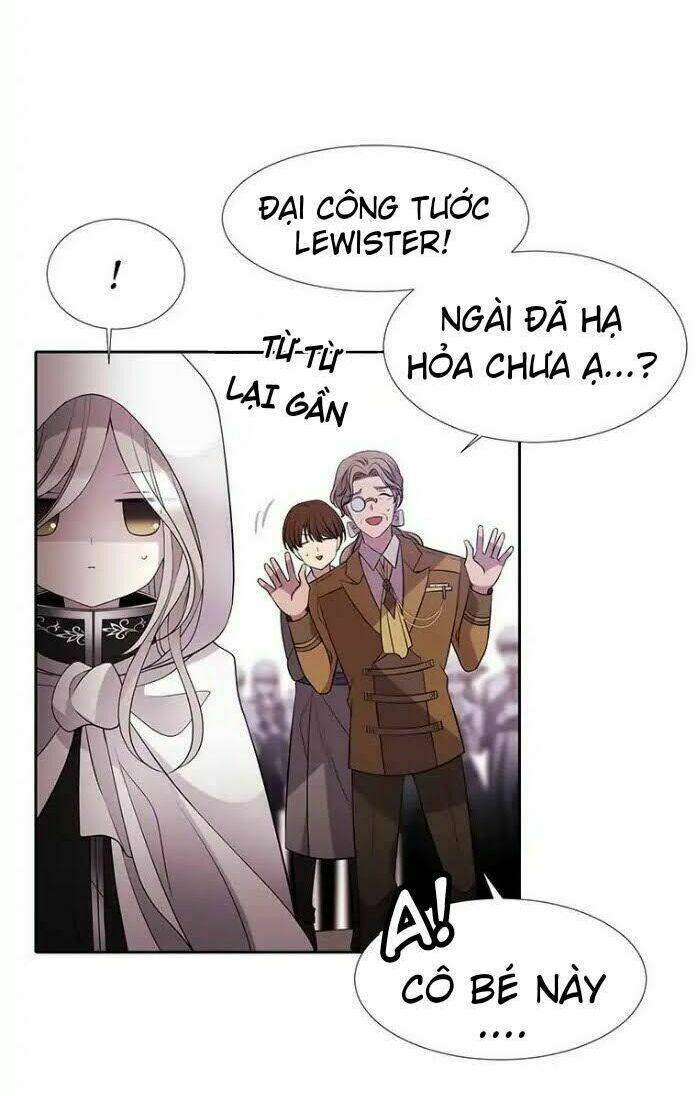 !
ĐẠI CÔNG TƯỚC
LEWISTER!
NGÀI ĐÃ HẠ
HỎA CHƯA Ạ...?
TỪ TỪ
LẠI GẦN
A!
CÔ BÉ NÀY
....